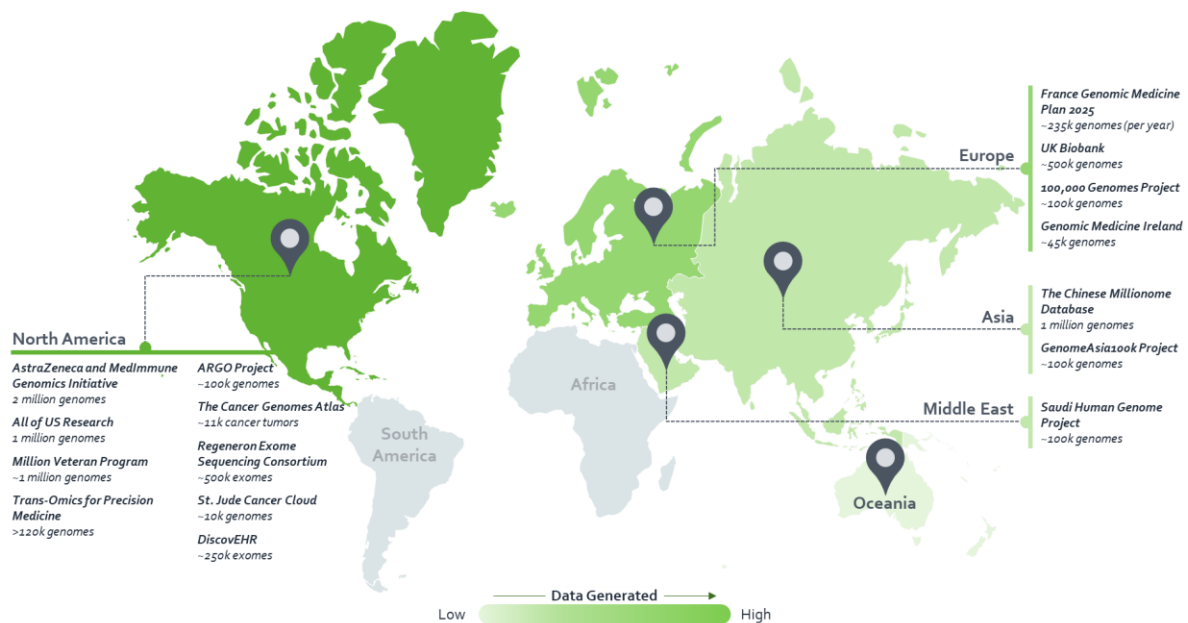 North America
AstraZeneca and MedImmune
Genomics Initiative
2 million genomes
All of US Research
1 million genomes
Million Veteran Program
~1 million genomes
Trans-Omics for Precision
Medicine
>120k genomes
ARGO Project
~100k genomes
The Cancer Genomes Atlas
~11k cancer tumors
Regeneron Exome
Sequencing Consortium
~500k exomes
St. Jude Cancer Cloud
~10k genomes
DiscovEHR
~250k exomes
South
America
Africa
Europe
France Genomic Medicine
Plan 2025
~235k genomes (per year)
UK Biobank
~500k genomes
100,000 Genomes Project
~100k genomes
Genomic Medicine Ireland
~45k genomes
Asia
The Chinese Millionome
Database
1 million genomes
GenomeAsia100k Project
~100k genomes
Middle East
Saudi Human Genome
Project
~100k genomes
Oceania
Data Generated
Low
High